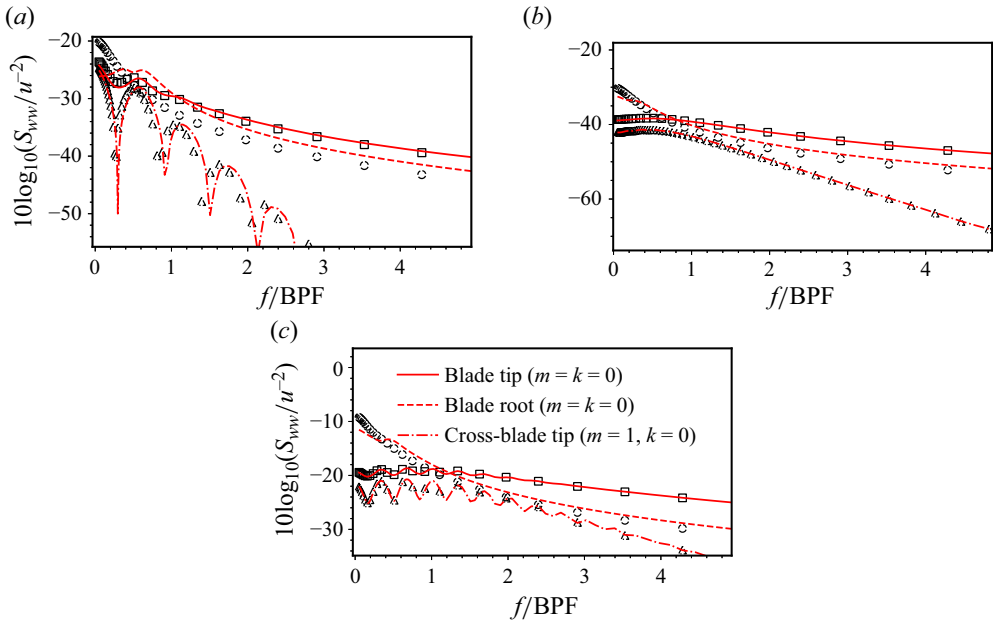 (a)
10log10(Sww/u−2)
−20
−30
−40
−50
0 1 2 3 4
f/BPF
(b)
−20
−40
−60
0 1 2 3 4
f/BPF
(c)
10log10(Sww/u−2)
0
−10
−20
−30
Blade tip (m = k = 0)
Blade root (m = k = 0)
Cross-blade tip (m = 1, k = 0)
0 1 2 3 4
f/BPF